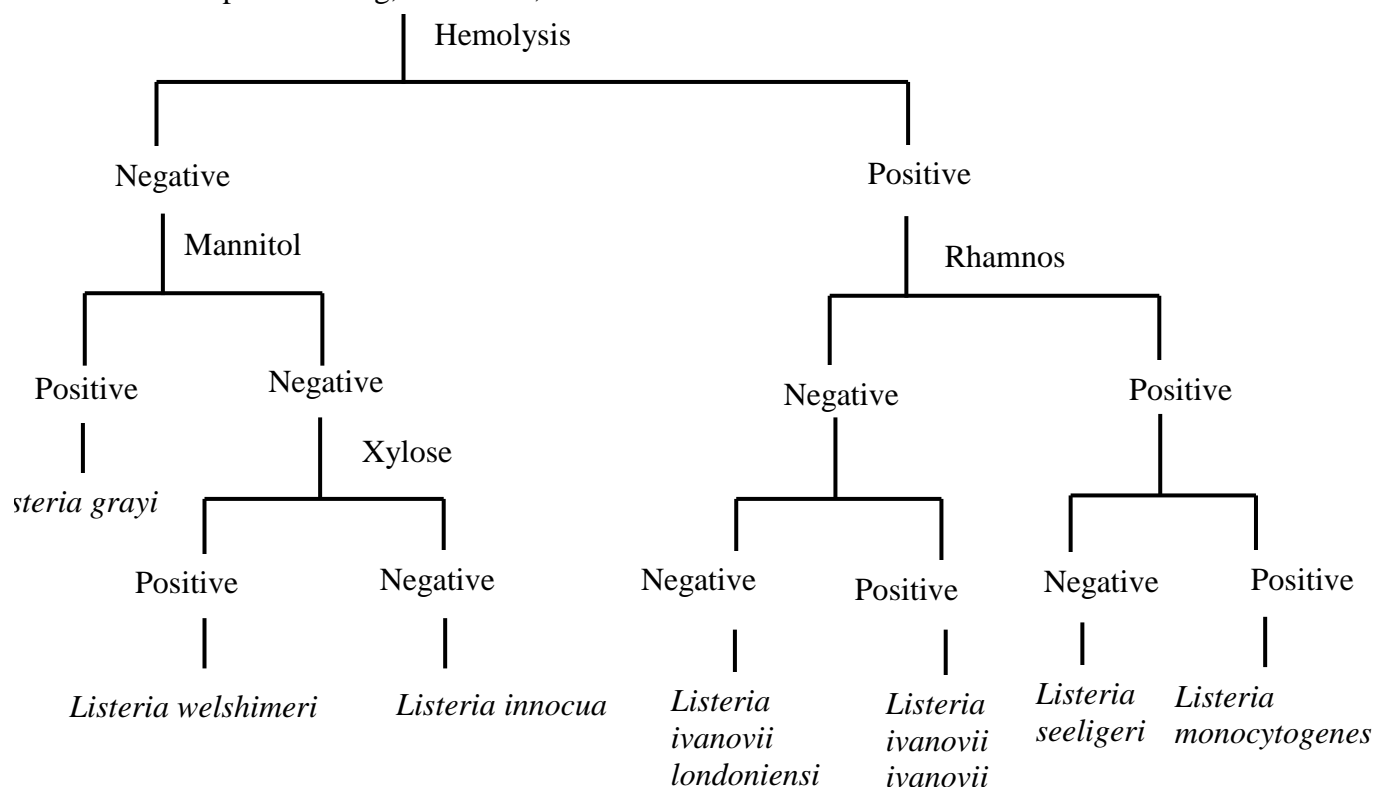 Hemolysis
Negative
Positive
Mannitol
Rhamnos
Positive
Negative
Negative
Positive
Xylose
steria grayi
Positive
Negative
Negative
Positive
Negative
Positive
Listeria welshimeri
Listeria innocua
Listeria
ivanovii
londoniensi
Listeria
ivanovii
ivanovii
Listeria
seeligeri
Listeria
monocytogenes